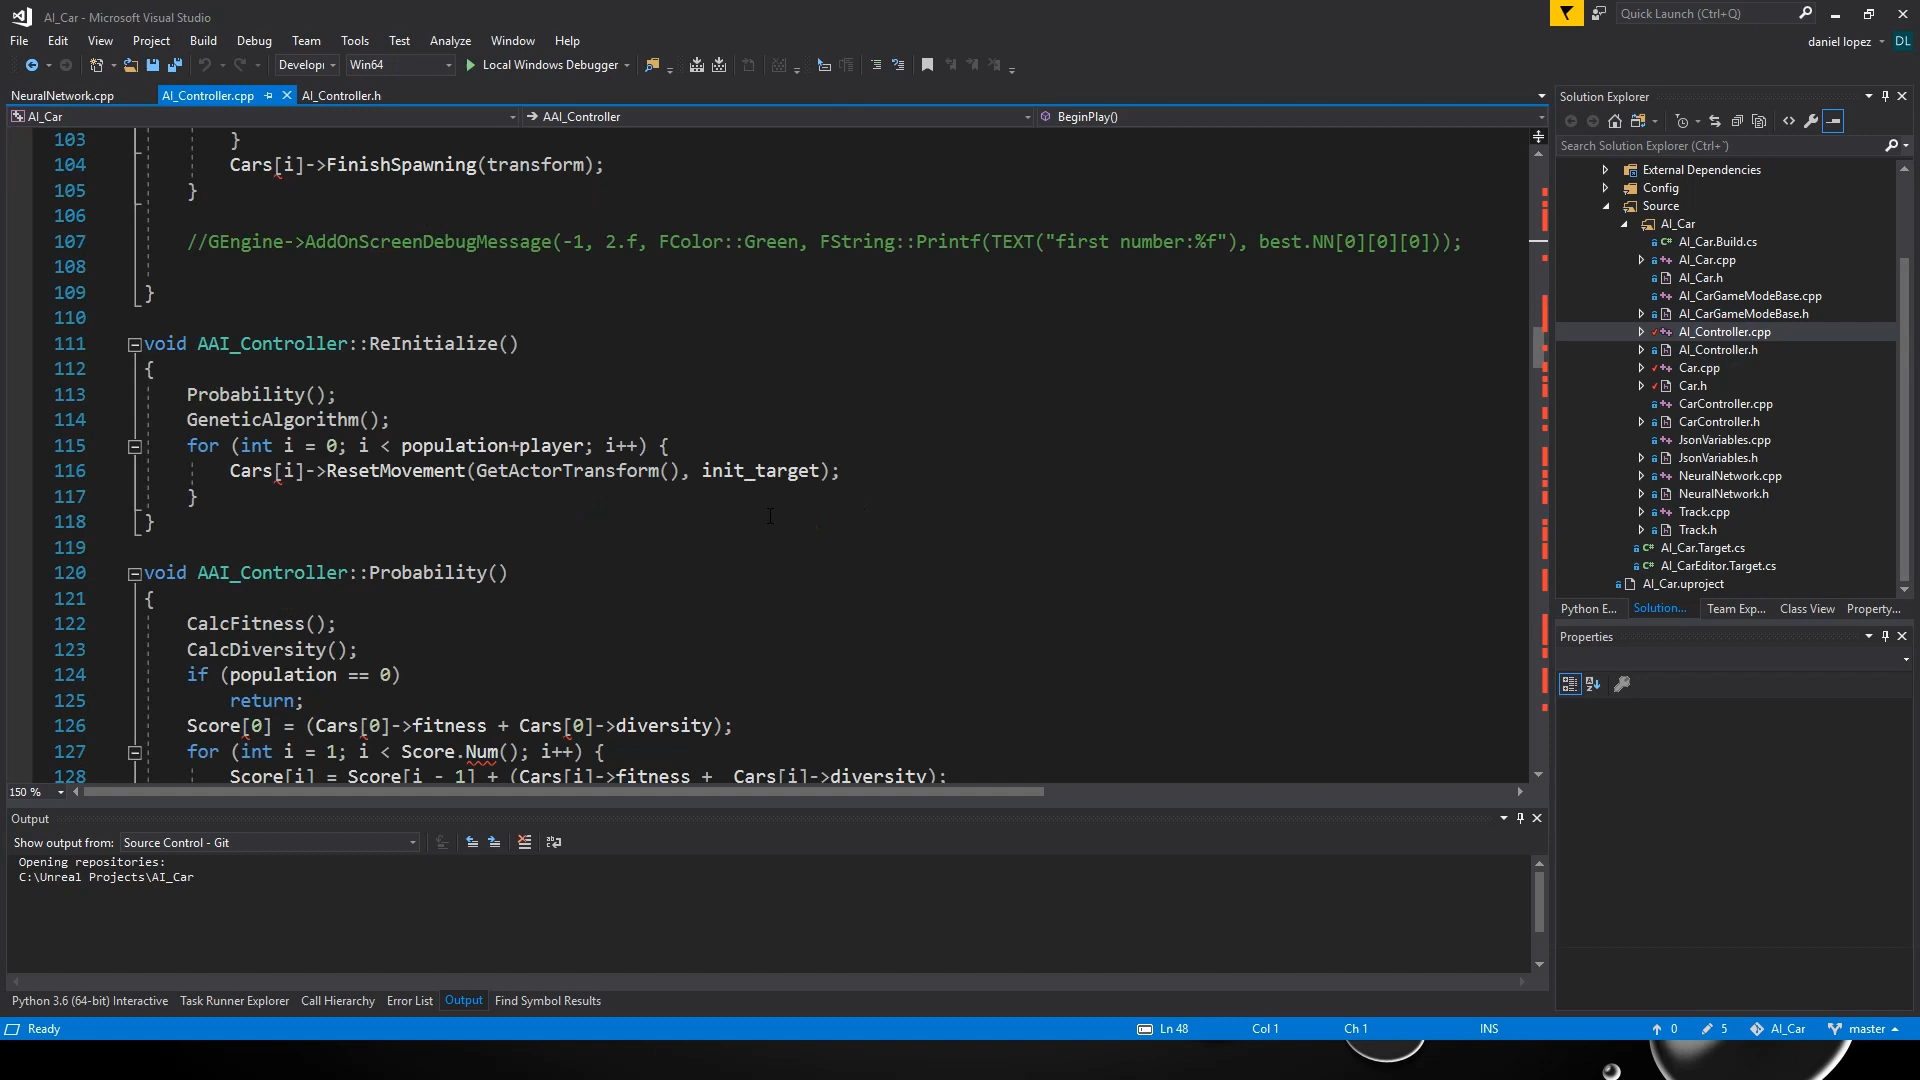 AI_Car - Microsoft Visual Studio
Quick Launch (Ctrl+Q)
File Edit View Project Build Debug Team Tools Test Analyze Window Help
daniel lopez DL
Develop Win64 Local Windows Debugger
NeuralNetwork.cpp AI_Controller.cpp AI_Controller.h
AI_Car AAI_Controller BeginPlay()
103 }
104 Cars[i]->FinishSpawning(transform);
105 }
106
107 //GEngine->AddOnScreenDebugMessage(-1, 2.f, FColor::Green, FString::Printf(TEXT("first number:%f"), best.NN[0][0][0]));
108
109 }
110
111 void AAI_Controller::ReInitialize()
112 {
113 Probability();
114 GeneticAlgorithm();
115 for (int i = 0; i < population+player; i++) {
116 Cars[i]->ResetMovement(GetActorTransform(), init_target);
117 }
118 }
119
120 void AAI_Controller::Probability()
121 {
122 CalcFitness();
123 CalcDiversity();
124 if (population == 0)
125 return;
126 Score[0] = (Cars[0]->fitness + Cars[0]->diversity);
127 for (int i = 1; i < Score.Num(); i++) {
128 Score[i] = Score[i - 1] + (Cars[i]->fitness + Cars[i]->diversity);
150 %
Output
Show output from: Source Control - Git
Opening repositories:
C:\Unreal Projects\AI_Car
Python 3.6 (64-bit) Interactive Task Runner Explorer Call Hierarchy Error List Output Find Symbol Results
Solution Explorer
Search Solution Explorer (Ctrl+`)
External Dependencies
Config
Source
AI_Car
AI_Car.Build.cs
AI_Car.cpp
AI_Car.h
AI_CarGameModeBase.cpp
AI_CarGameModeBase.h
AI_Controller.cpp
AI_Controller.h
Car.cpp
Car.h
CarController.cpp
CarController.h
JsonVariables.cpp
JsonVariables.h
NeuralNetwork.cpp
NeuralNetwork.h
Track.cpp
Track.h
AI_Car.Target.cs
AI_CarEditor.Target.cs
AI_Car.uproject
Python E... Solution... Team Exp... Class View Property...
Properties
Ready Ln 48 Col 1 Ch 1 INS 0 5 AI_Car master